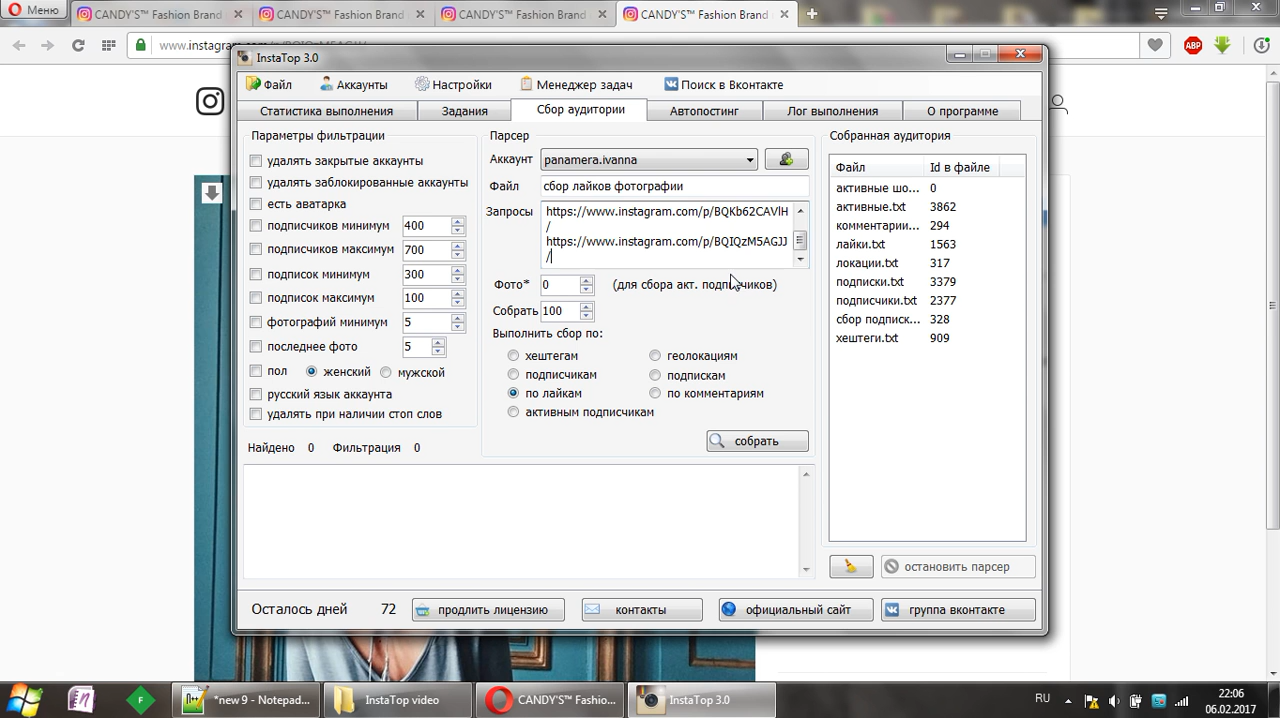 Меню
CANDY'S™ Fashion Brand
CANDY'S™ Fashion Brand
CANDY'S™ Fashion Brand
CANDY'S™ Fashion Brand
www.instagram
ABP
InstaTop 3.0
Файл
Аккаунты
Настройки
Менеджер задач
Поиск в Вконтакте
Статистика выполнения
Задания
Сбор аудитории
Автопостинг
Лог выполнения
О программе
Параметры фильтрации
удалять закрытые аккаунты
удалять заблокированные аккаунты
есть аватарка
подписчиков минимум 400
подписчиков максимум 700
подписок минимум 300
подписок максимум 100
фотографий минимум 5
последнее фото 5
пол женский мужской
русский язык аккаунта
удалять при наличии стоп слов
Найдено 0 Фильтрация 0
Парсер
Аккаунт panamera.ivanna
Файл сбор лайков фотографии
Запросы https://www.instagram.com/p/BQKb62CAVlH
/
https://www.instagram.com/p/BQIQzM5AGJJ
/
Фото* 0 (для сбора акт. подписчиков)
Собрать 100
Выполнить сбор по:
хештегам геолокациям
подписчикам подпискам
по лайкам по комментариям
активным подписчикам
собрать
Собранная аудитория
Файл Id в файле
активные шо... 0
активные.txt 3862
комментарии... 294
лайки.txt 1563
локации.txt 317
подписки.txt 3379
подписчики.txt 2377
сбор подписк... 328
хештеги.txt 909
остановить парсер
Осталось дней 72
продлить лицензию
контакты
официальный сайт
группа вконтакте
*new 9 - Notepad...
InstaTop video
CANDY'S™ Fashio...
InstaTop 3.0
RU
22:06
06.02.2017